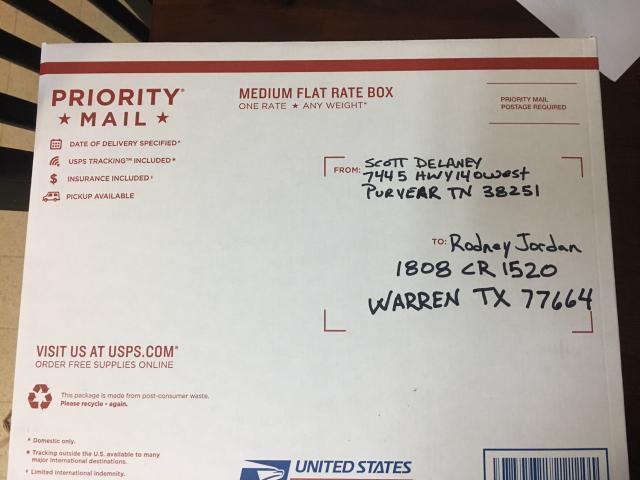 PRIORITY®
★ MAIL ★
DATE OF DELIVERY SPECIFIED*
USPS TRACKING™ INCLUDED*
$ INSURANCE INCLUDED†
PICKUP AVAILABLE
MEDIUM FLAT RATE BOX
ONE RATE ★ ANY WEIGHT*
PRIORITY MAIL
POSTAGE REQUIRED
FROM: SCOTT DELANEY
7445 HWY 140 West
PURYEAR TN 38251
TO: Rodney Jordan
1808 CR 1520
WARREN TX 77664
VISIT US AT USPS.COM®
ORDER FREE SUPPLIES ONLINE
This package is made from post-consumer waste.
Please recycle - again.
* Domestic only.
* Tracking outside the U.S. available to many
major international destinations.
† Limited international indemnity.
UNITED STATES